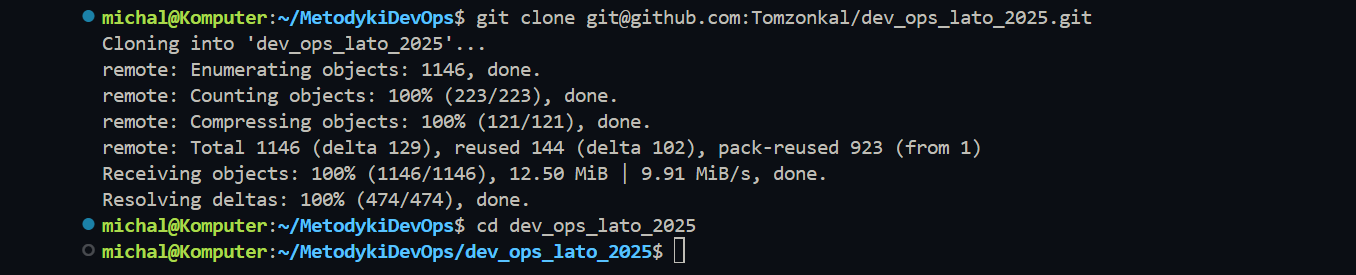 michal@Komputer:~/MetodykiDevOps$ git clone git@github.com:Tomzonkal/dev_ops_lato_2025.git
Cloning into 'dev_ops_lato_2025'...
remote: Enumerating objects: 1146, done.
remote: Counting objects: 100% (223/223), done.
remote: Compressing objects: 100% (121/121), done.
remote: Total 1146 (delta 129), reused 144 (delta 102), pack-reused 923 (from 1)
Receiving objects: 100% (1146/1146), 12.50 MiB | 9.91 MiB/s, done.
Resolving deltas: 100% (474/474), done.
michal@Komputer:~/MetodykiDevOps$ cd dev_ops_lato_2025
michal@Komputer:~/MetodykiDevOps/dev_ops_lato_2025$